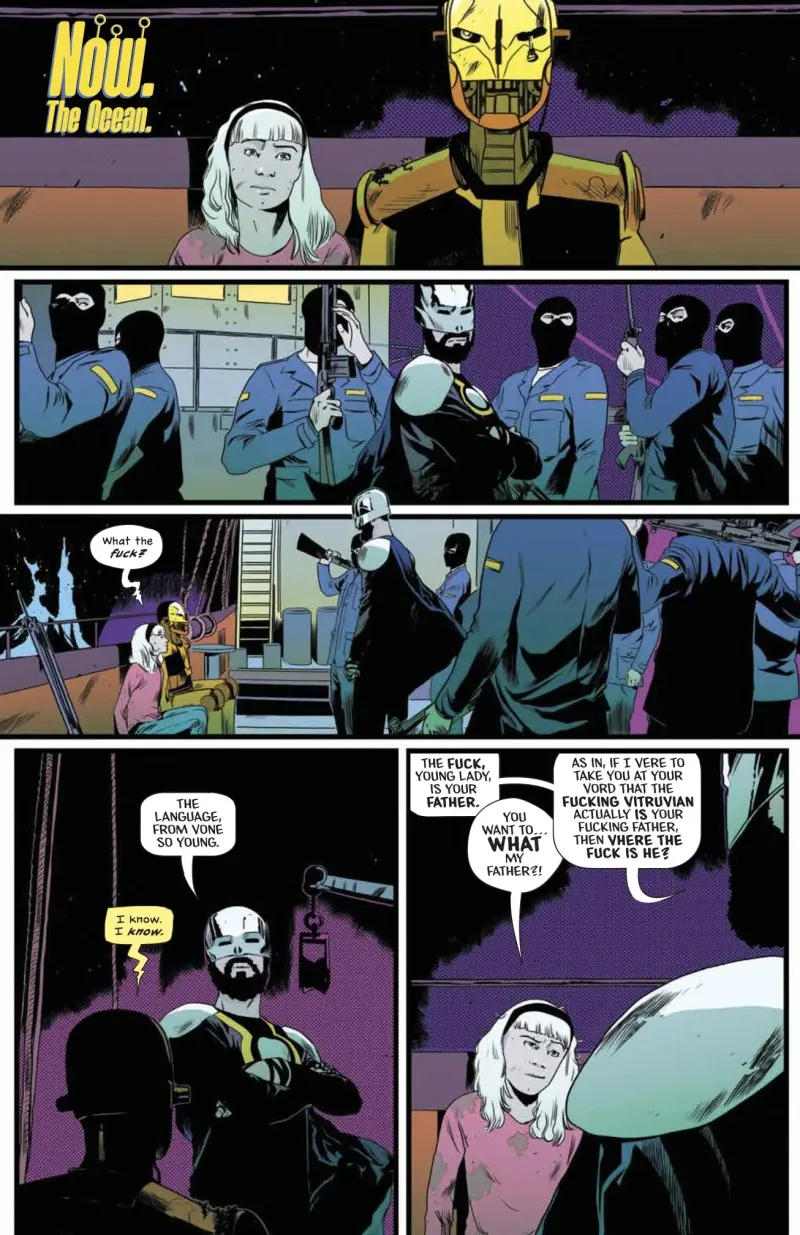 Now.
The Ocean.
What the
fuck?
THE
LANGUAGE,
FROM VONE
SO YOUNG.
I know.
I know.
THE FUCK,
YOUNG LADY,
IS YOUR
FATHER.
YOU
WANT TO...
WHAT
MY
FATHER?!
AS IN, IF I VERE TO
TAKE YOU AT YOUR
VORD THAT THE
FUCKING VITRUVIAN
ACTUALLY IS YOUR
FUCKING FATHER,
THEN VHERE THE
FUCK IS HE?